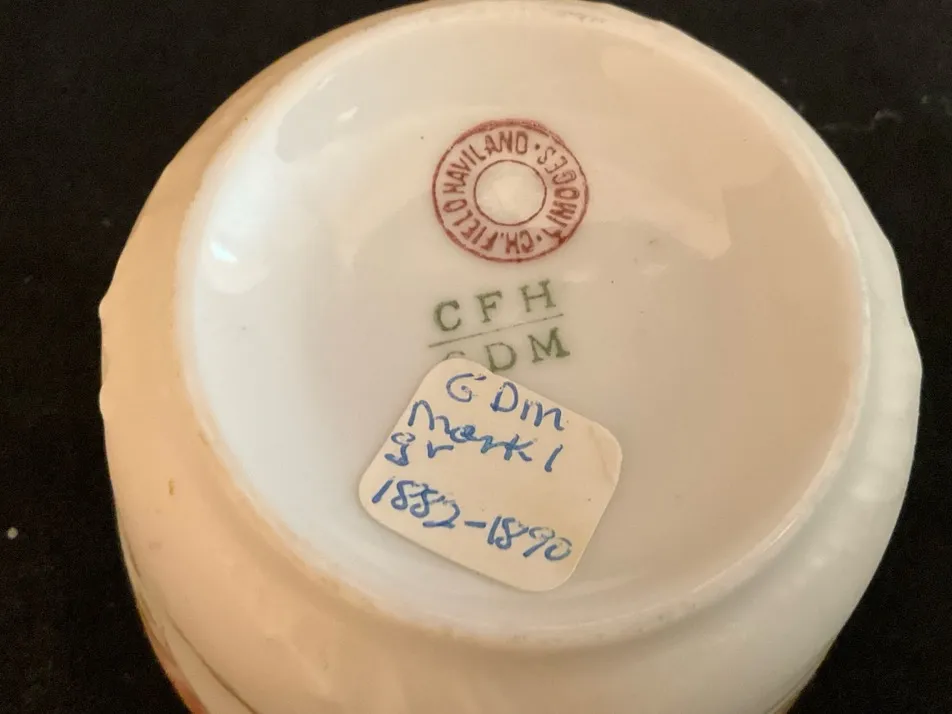 CH. FIELD HAVILAND · LIMOGES ·
CFH
GDM
GDM
Mark 1
gr
1882-1890